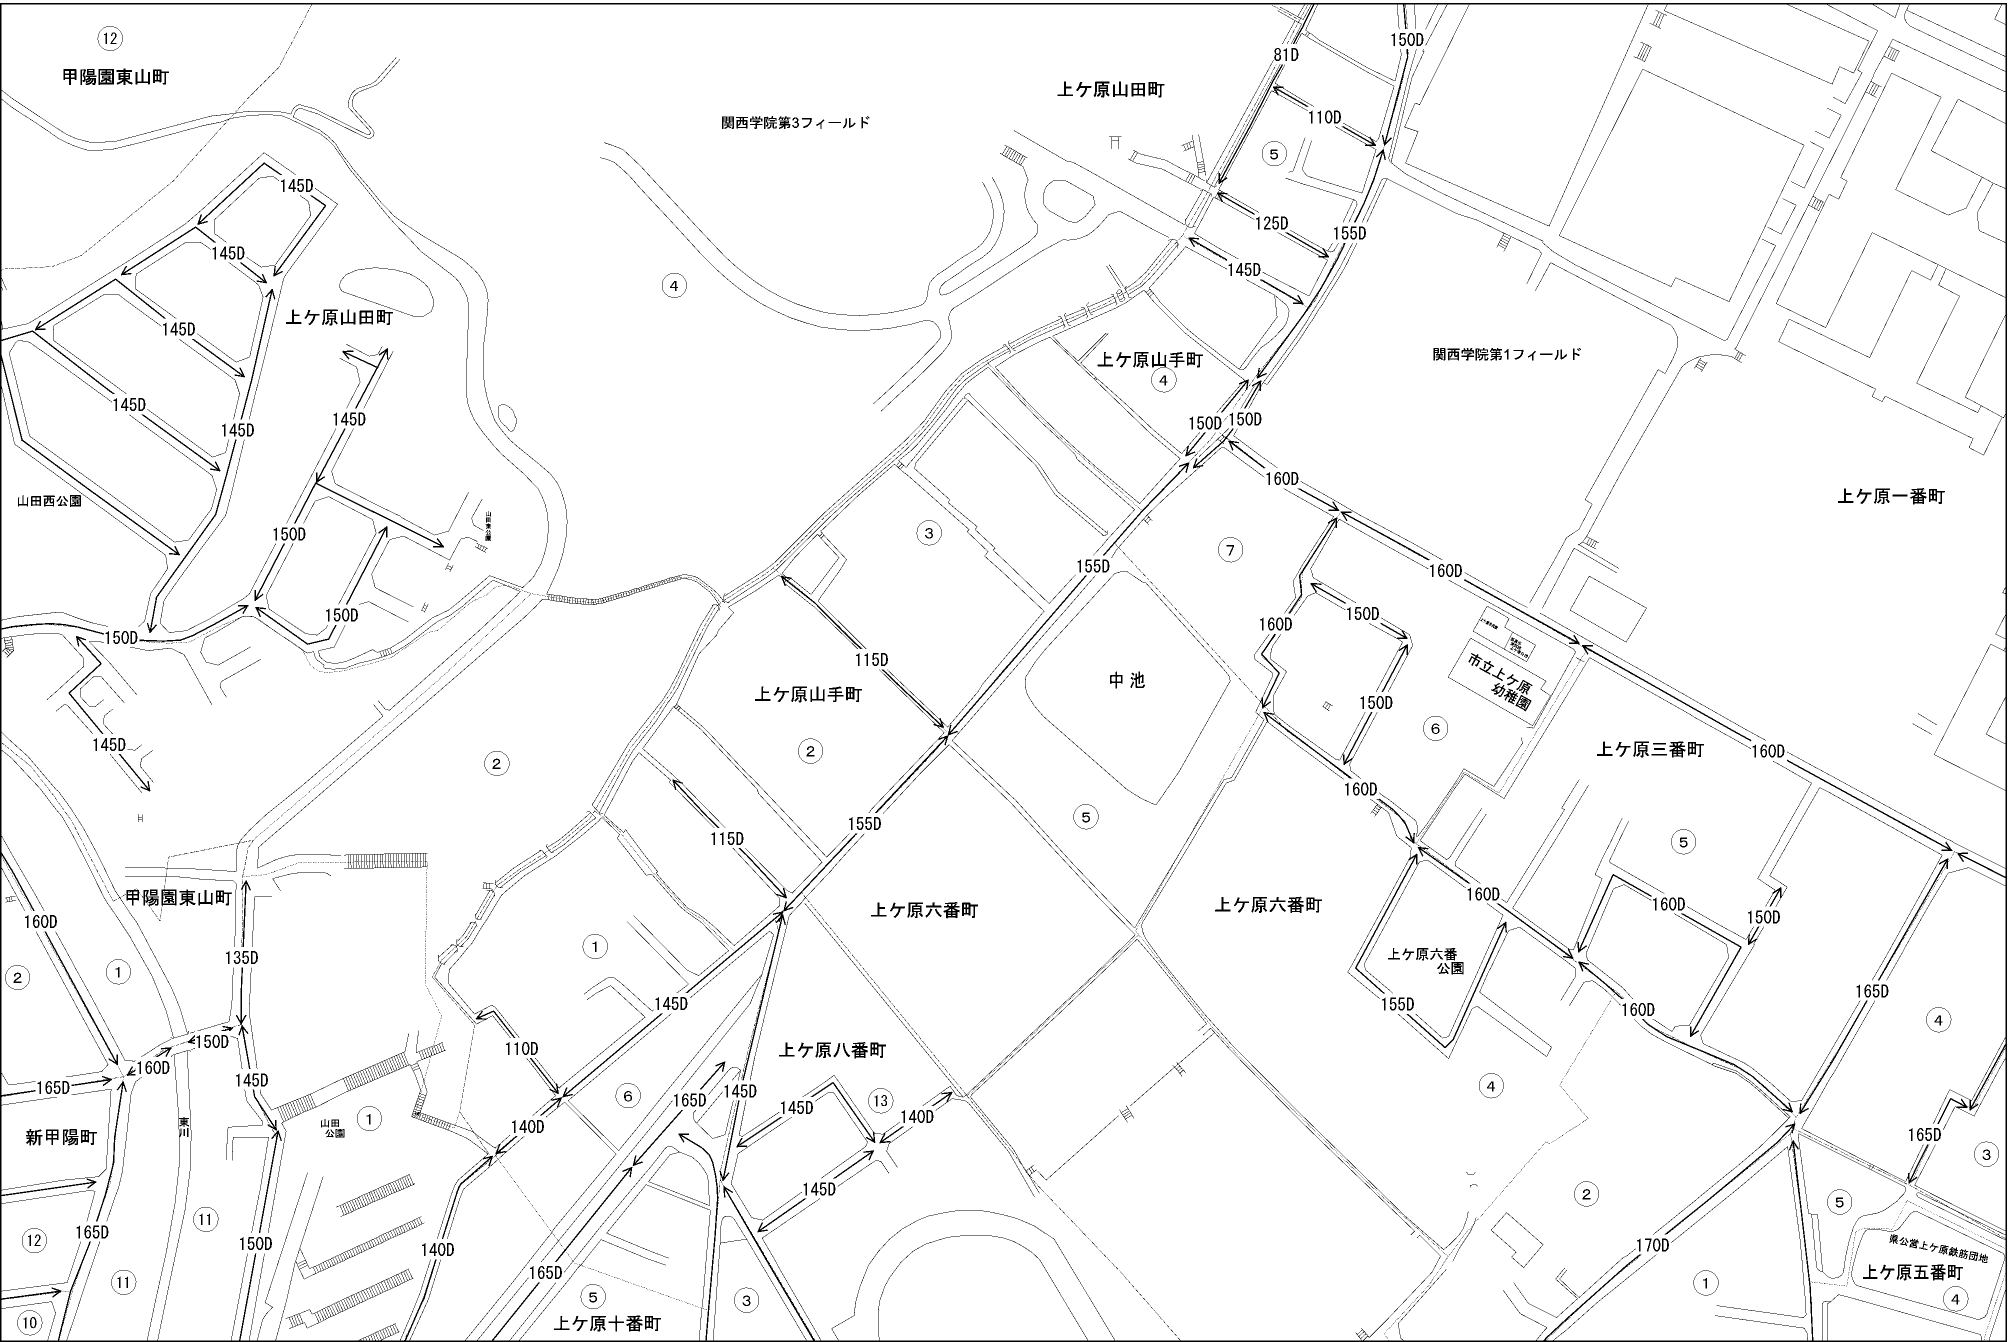 ⑫
甲陽園東山町
関西学院第3フィールド
上ケ原山田町
81D
150D
110D
⑤
125D
155D
145D
145D
145D
145D
145D
145D
上ケ原山田町
④
上ケ原山手町
④
関西学院第1フィールド
145D
150D
150D
160D
上ケ原一番町
山田西公園
山田東公園
150D
150D
150D
③
155D
⑦
160D
150D
160D
市立上ケ原
幼稚園
115D
中池
150D
上ケ原山手町
②
②
⑥
上ケ原三番町
160D
145D
160D
115D
155D
⑤
⑤
甲陽園東山町
160D
160D
160D
150D
上ケ原六番町
上ケ原六番町
①
②
①
135D
上ケ原六番
公園
145D
155D
160D
165D
④
150D
160D
110D
上ケ原八番町
145D
165D
145D
165D
⑥
145D
⑬
140D
④
東川
山田
公園
①
140D
新甲陽町
165D
③
145D
②
⑤
⑪
165D
⑫
150D
140D
170D
165D
県公営上ケ原鉄筋団地
上ケ原五番町
⑪
①
④
⑤
③
⑩
上ケ原十番町